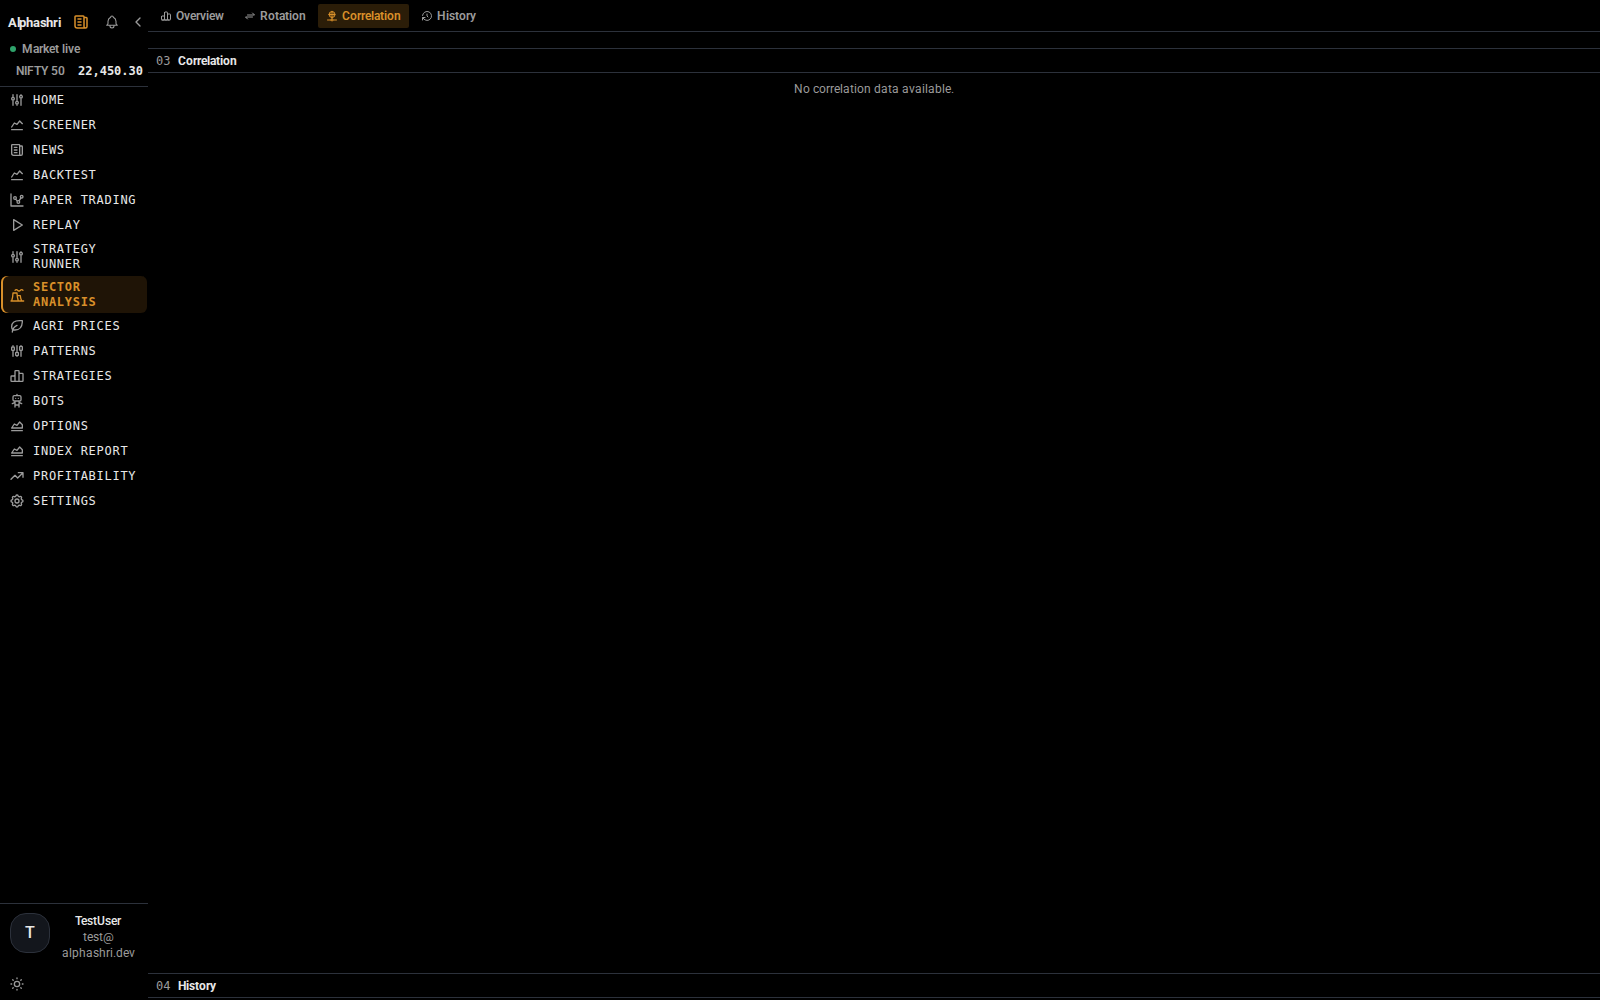 Alphashri
Market live
NIFTY 50 22,450.30
HOME
SCREENER
NEWS
BACKTEST
PAPER TRADING
REPLAY
STRATEGY
RUNNER
SECTOR
ANALYSIS
AGRI PRICES
PATTERNS
STRATEGIES
BOTS
OPTIONS
INDEX REPORT
PROFITABILITY
SETTINGS
T
TestUser
test@
alphashri.dev
Overview Rotation Correlation History
03 Correlation
No correlation data available.
04 History